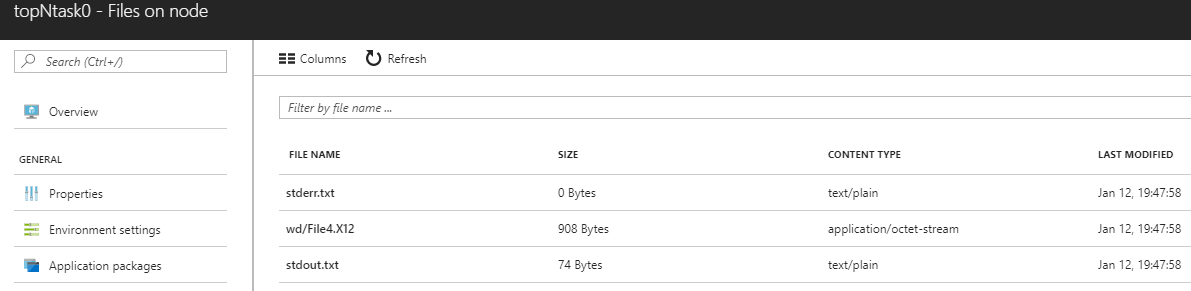 topNtask0 - Files on node
Search (Ctrl+/)
Overview
GENERAL
Properties
Environment settings
Application packages
Columns Refresh
Filter by file name ...
FILE NAME SIZE CONTENT TYPE LAST MODIFIED
stderr.txt 0 Bytes text/plain Jan 12, 19:47:58
wd/File4.X12 908 Bytes application/octet-stream Jan 12, 19:47:58
stdout.txt 74 Bytes text/plain Jan 12, 19:47:58